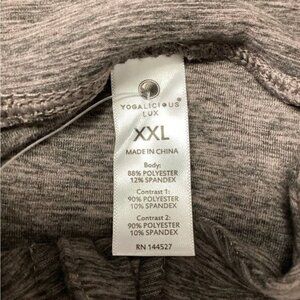 YOGALICIOUS®
LUX
XXL
MADE IN CHINA
Body:
88% POLYESTER
12% SPANDEX
Contrast 1:
90% POLYESTER
10% SPANDEX
Contrast 2:
90% POLYESTER
10% SPANDEX
RN 144527